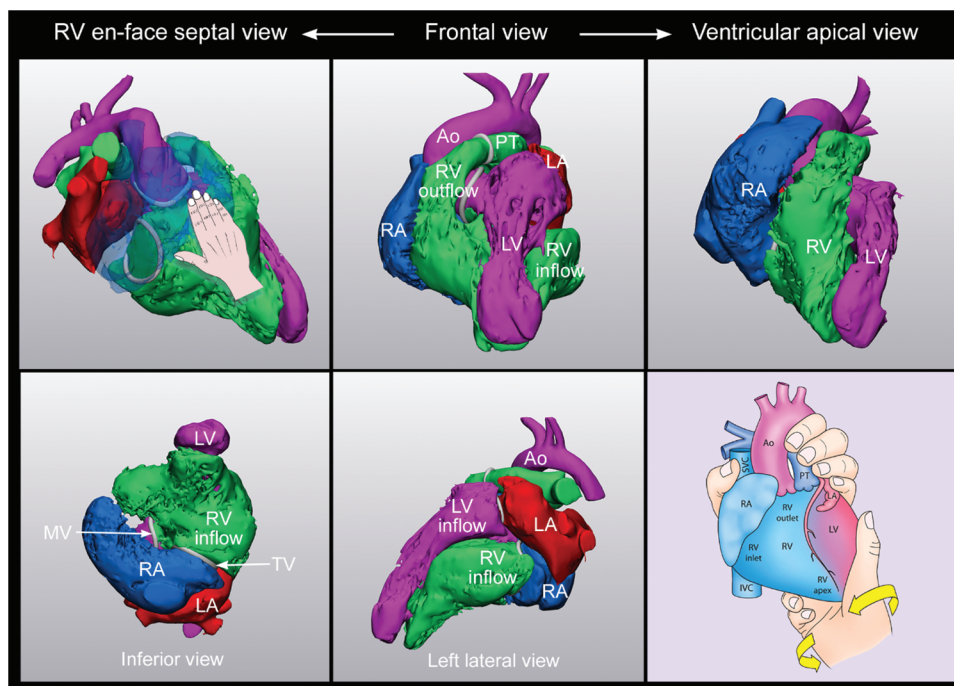 RV en-face septal view
Frontal view
Ventricular apical view
Ao
PT
LA
RV
outflow
RA
LV
RV
inflow
RA
RV
LV
LV
MV
RV
inflow
TV
RA
LA
Inferior view
Ao
LV
inflow
LA
RV
inflow
RA
Left lateral view
Ao
SVC
PT
RA
LA
RV
outlet
LV
RV
inlet
RV
RV
apex
IVC